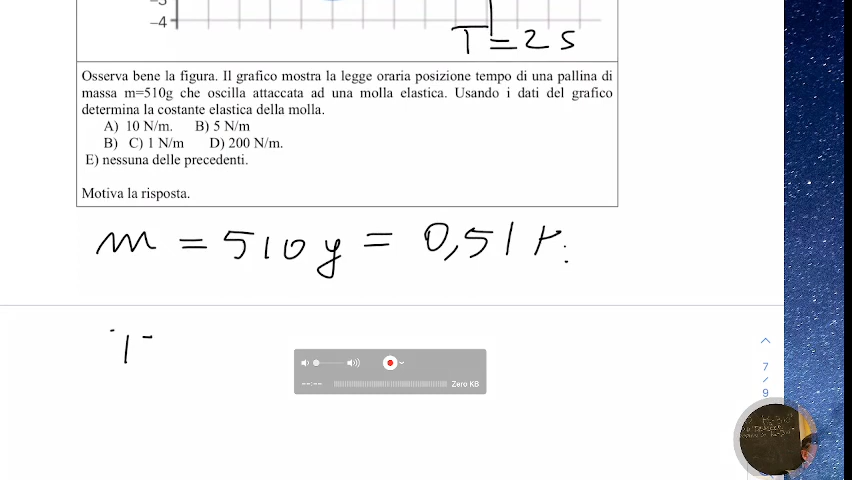 -4
T = 2 s
Osserva bene la figura. Il grafico mostra la legge oraria posizione tempo di una pallina di
massa m=510g che oscilla attaccata ad una molla elastica. Usando i dati del grafico
determina la costante elastica della molla.
A) 10 N/m. B) 5 N/m
B) C) 1 N/m D) 200 N/m.
E) nessuna delle precedenti.
Motiva la risposta.
m = 510 g = 0,51
7
/
9
--:-- Zero KB